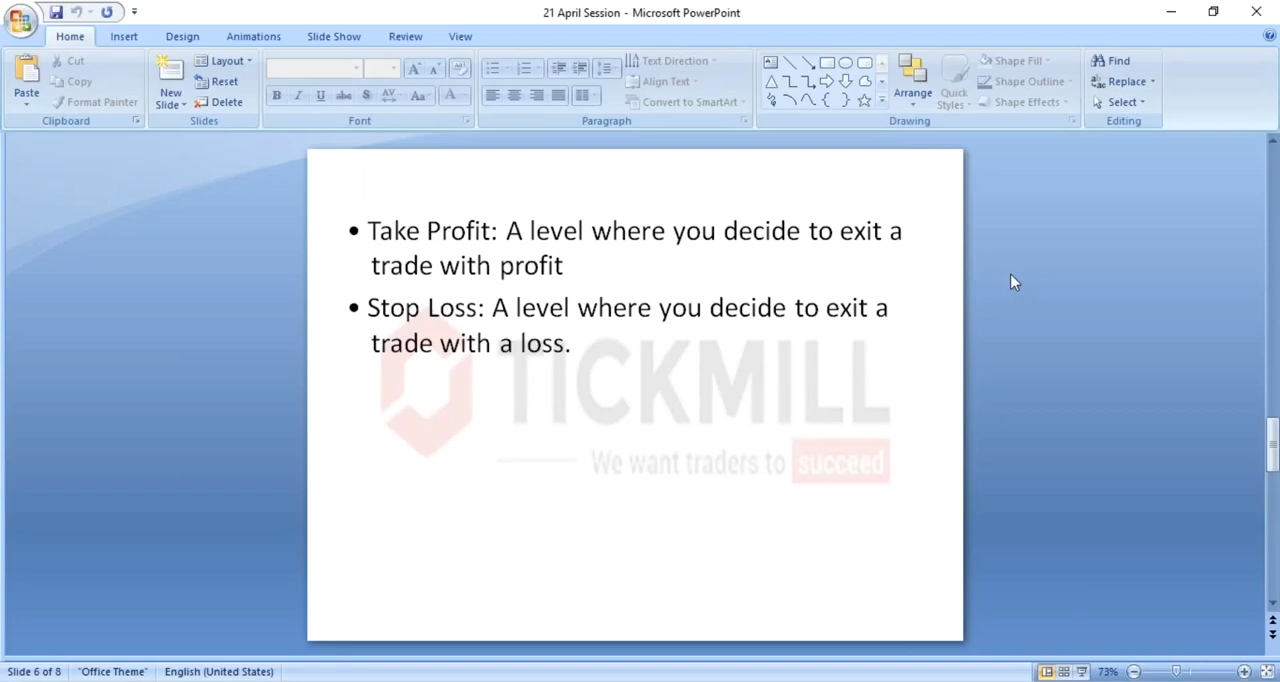 21 April Session - Microsoft PowerPoint
Home Insert Design Animations Slide Show Review View
Paste
Cut
Copy
Format Painter
Clipboard
New Slide
Layout
Reset
Delete
Slides
B I U abc S AV Aa A
Font
Paragraph
Text Direction
Align Text
Convert to SmartArt
Arrange
Quick Styles
Shape Fill
Shape Outline
Shape Effects
Drawing
Find
Replace
Select
Editing
• Take Profit: A level where you decide to exit a
trade with profit
• Stop Loss: A level where you decide to exit a
trade with a loss.
TICKMILL
We want traders to succeed
Slide 6 of 8 "Office Theme" English (United States) 73%